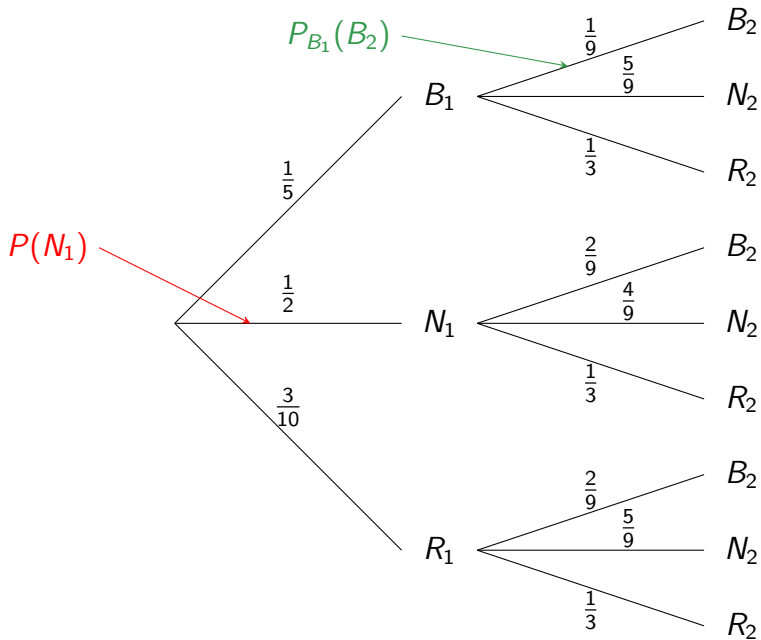 P_{B_1}(B_2)
1/9
B_2
5/9
B_1
N_2
1/3
R_2
1/5
P(N_1)
2/9
B_2
1/2
4/9
N_1
N_2
1/3
R_2
3/10
2/9
B_2
5/9
R_1
N_2
1/3
R_2